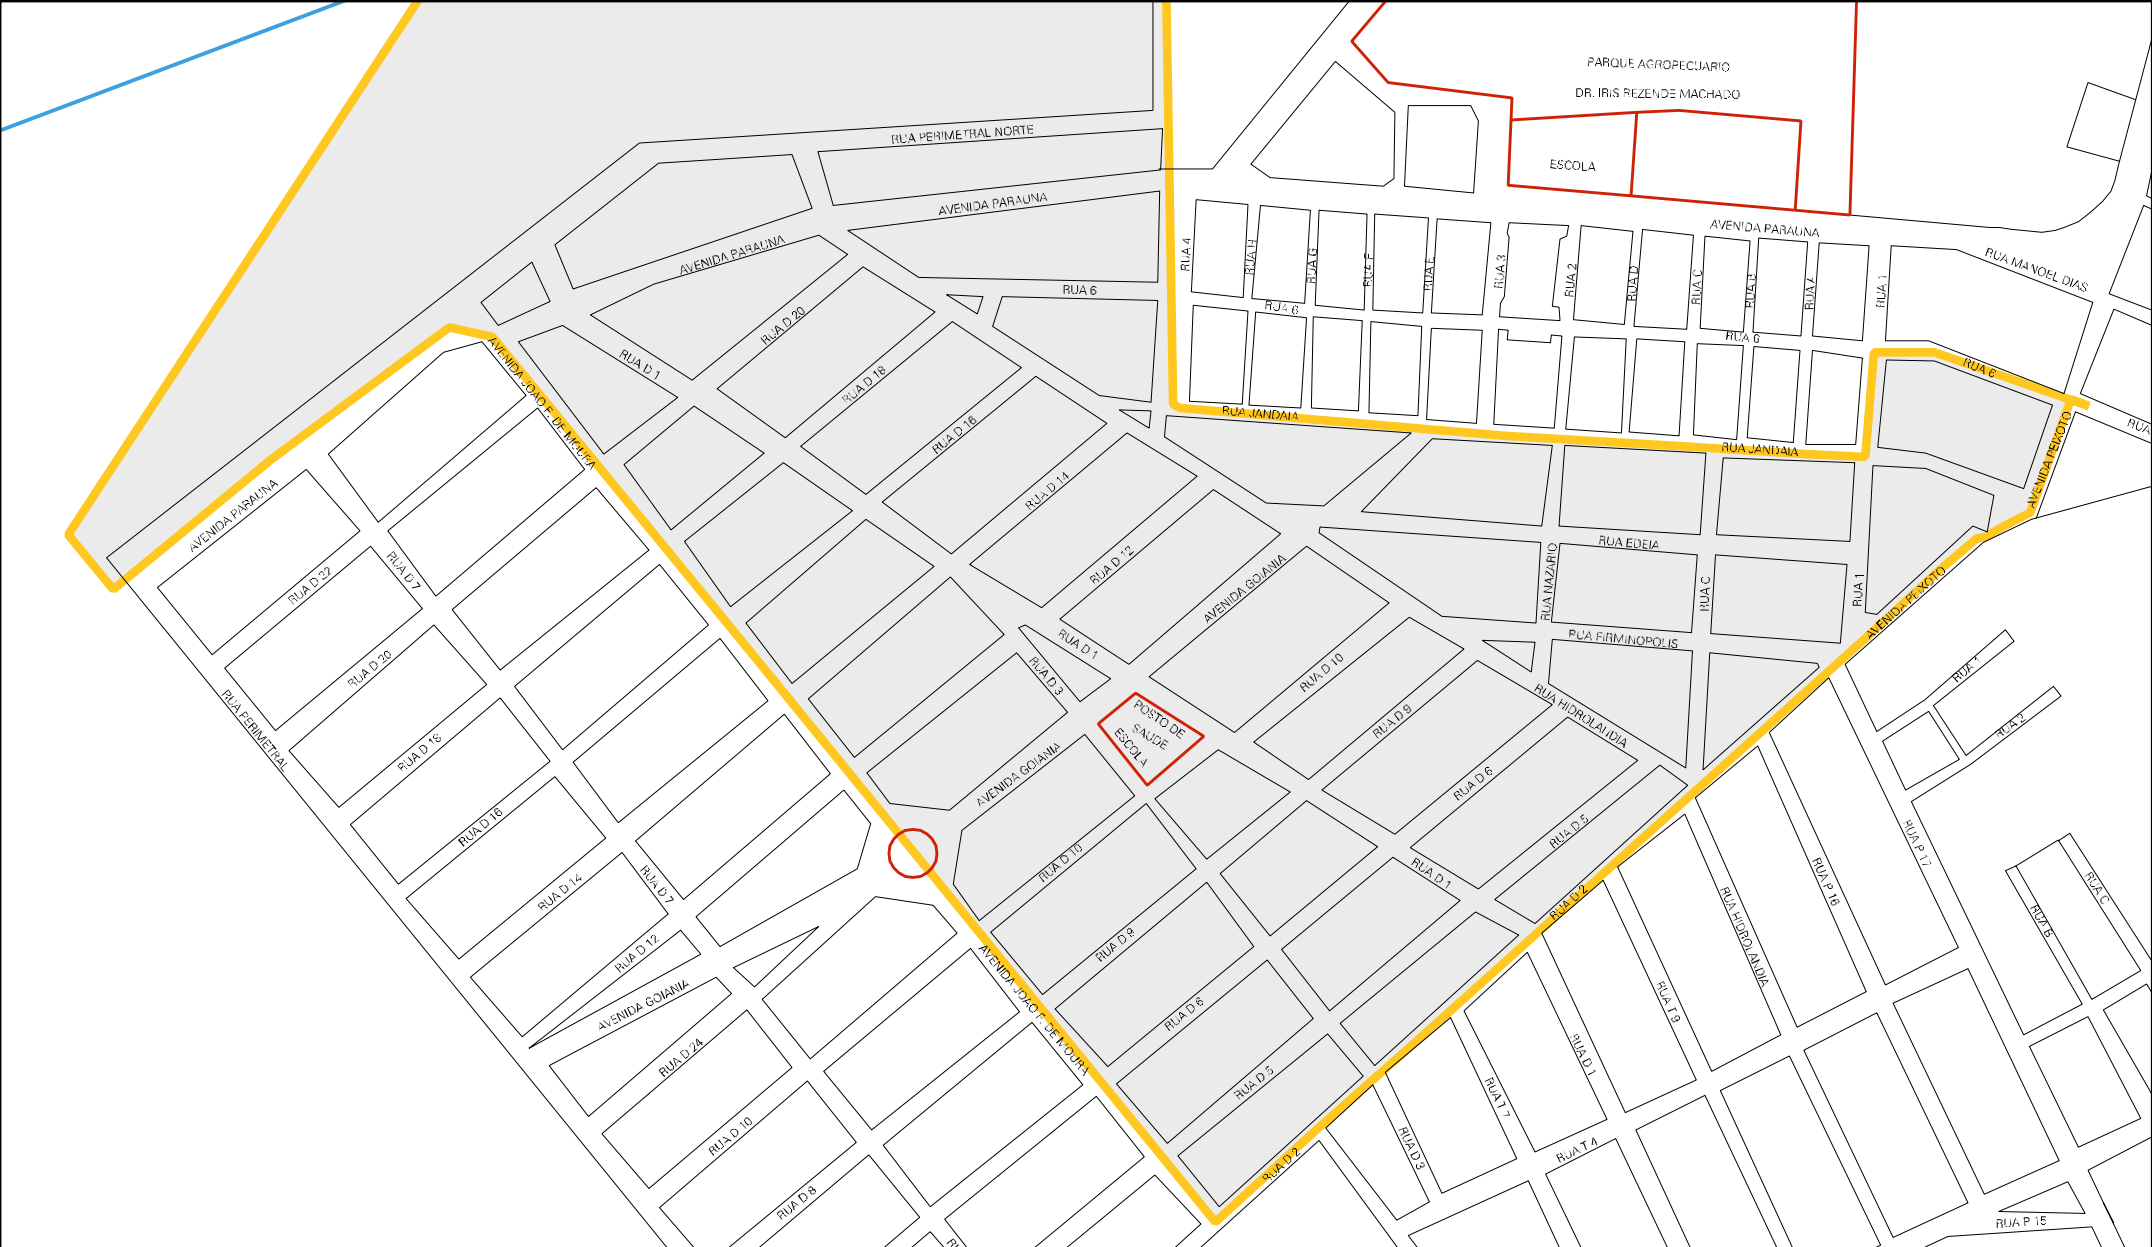 PARQUE AGROPECUARIO
DR. IRIS REZENDE MACHADO
RUA PERIMETRAL NORTE
ESCOLA
AVENIDA PARAUNA
AVENIDA PARAUNA
AVENIDA PARAUNA
RUA 4
RUA H
RUA G
RUA F
RUA E
RUA 3
RUA 2
RUA D
RUA C
RUA B
RUA A
RUA 1
RUA MANOEL DIAS
RUA 6
RUA 6
RUA 6
RUA 6
RUA D 20
RUA D 1
AVENIDA JOAO F. DE MOURA
RUA D 18
RUA JANDAIA
RUA JANDAIA
RUA
AVENIDA PEIXOTO
RUA D 16
RUA D 14
AVENIDA PARAUNA
RUA EDEIA
RUA NAZARIO
RUA C
RUA 1
AVENIDA PEIXOTO
RUA D 12
AVENIDA GOIANIA
RUA D 22
RUA D 7
RUA FIRMINOPOLIS
RUA D 1
RUA D 3
RUA D 20
RUA D 10
RUA 1
RUA 2
RUA PERIMETRAL
RUA HIDROLANDIA
POSTO DE
SAUDE
ESCOLA
RUA D 9
RUA D 18
AVENIDA GOIANIA
RUA D 6
RUA D 16
RUA D 5
RUA P 17
RUA D 10
RUA D 1
RUA P 16
RUA C
RUA D 14
RUA D 7
RUA D 2
RUA B
RUA HIDROLANDIA
RUA D 9
RUA D 12
AVENIDA JOAO F. DE MOURA
AVENIDA GOIANIA
RUA D 6
RUA T 9
RUA D 24
RUA D 1
RUA D 5
RUA T 7
RUA D 10
RUA D 3
RUA T 4
RUA D 2
RUA D 8
RUA P 15